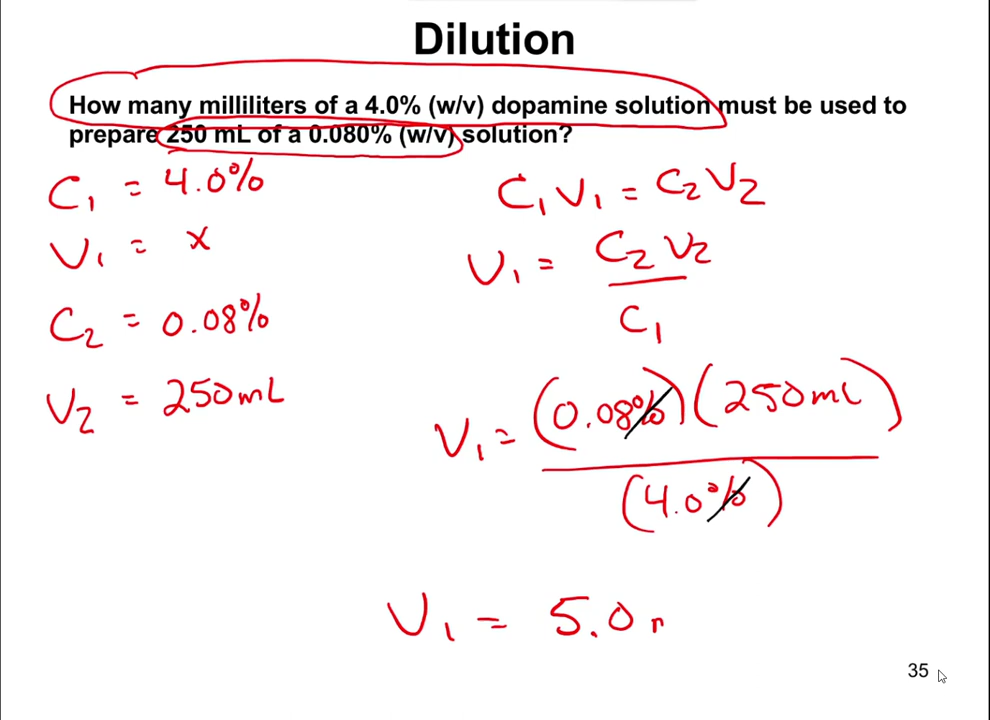 Dilution
How many milliliters of a 4.0% (w/v) dopamine solution must be used to
prepare 250 mL of a 0.080% (w/v) solution?
C₁ = 4.0%
V₁ = x
C₂ = 0.08%
V₂ = 250mL
C₁V₁ = C₂V₂
V₁ = C₂V₂
C₁
V₁ = (0.08%)(250mL)
(4.0%)
V₁ = 5.0
35